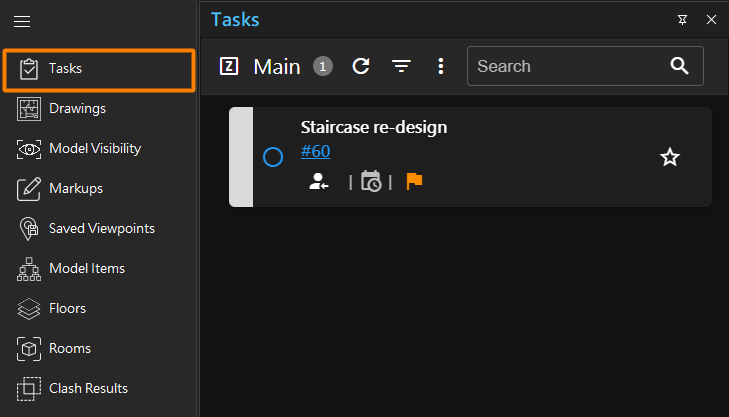 Tasks
Drawings
Model Visibility
Markups
Saved Viewpoints
Model Items
Floors
Rooms
Clash Results
Tasks
Z Main 1 Search
Staircase re-design
#60